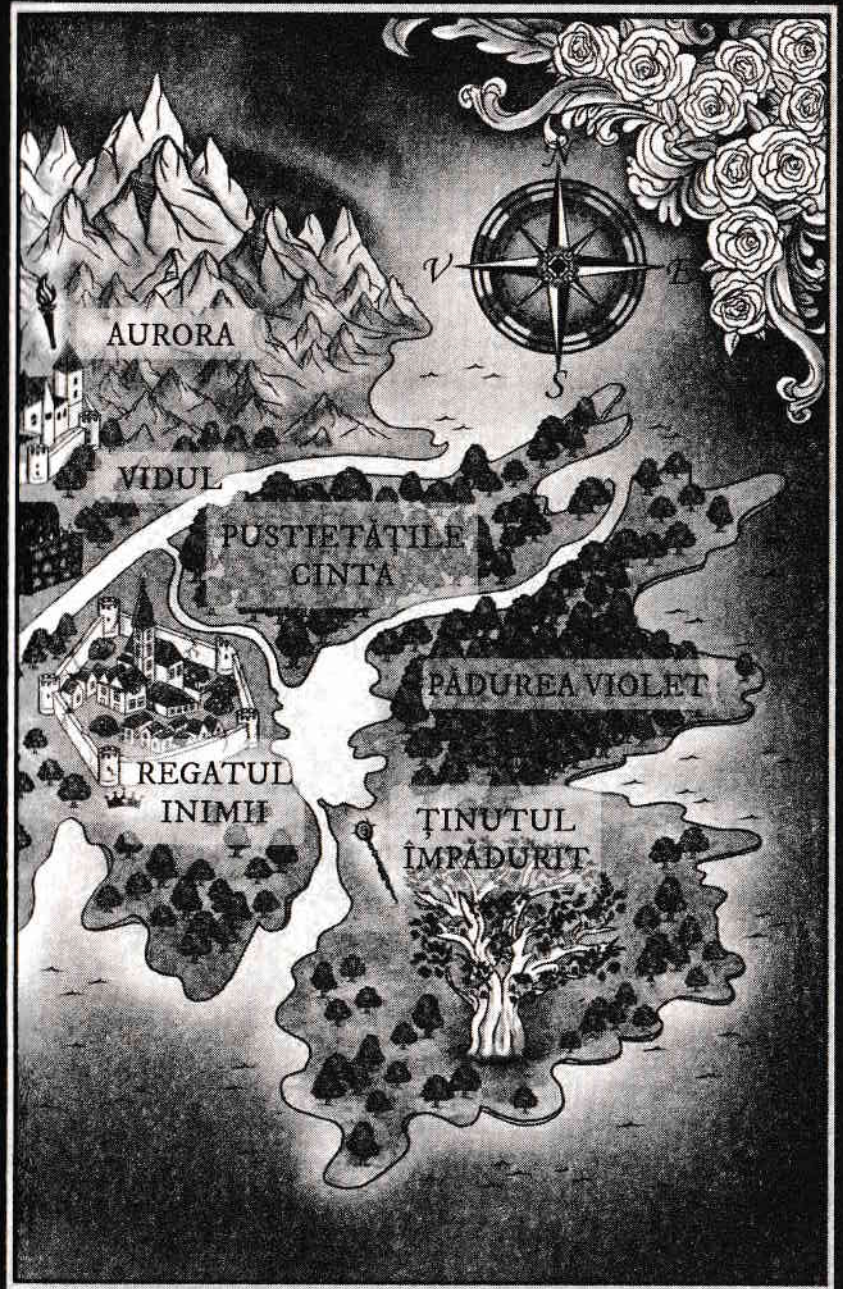 N
V
E
S
AURORA
VIDUL
PUSTIETĂȚILE
CINTA
PĂDUREA VIOLET
REGATUL
INIMII
ȚINUTUL
ÎMPĂDURIT